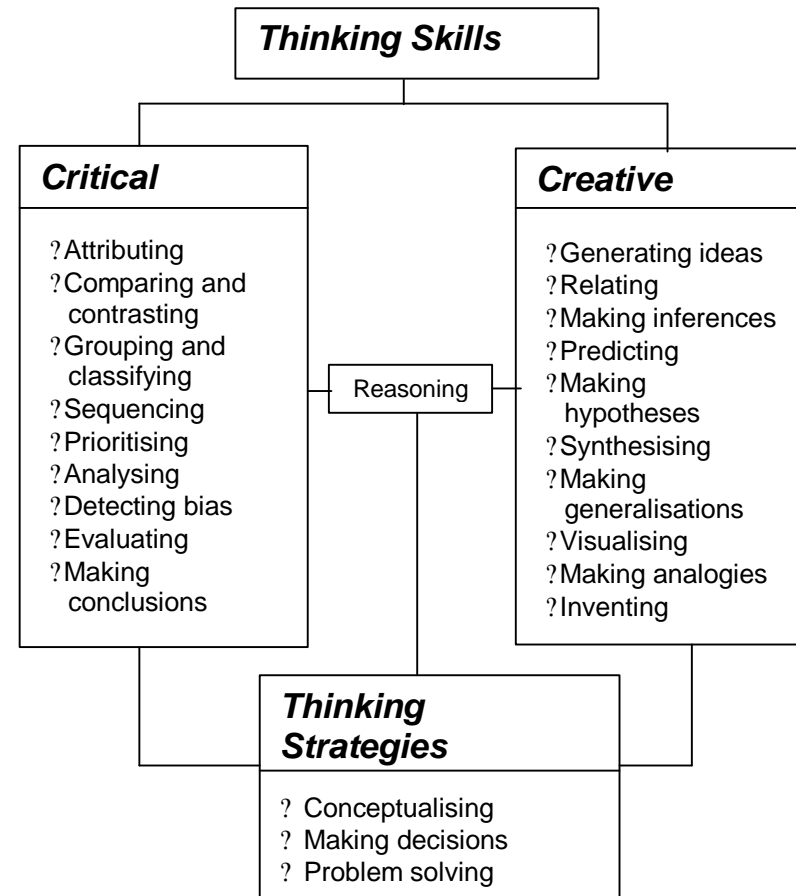 Thinking Skills
Critical
?Attributing
?Comparing and
contrasting
?Grouping and
classifying
?Sequencing
?Prioritising
?Analysing
?Detecting bias
?Evaluating
?Making
conclusions
Reasoning
Creative
?Generating ideas
?Relating
?Making inferences
?Predicting
?Making
hypotheses
?Synthesising
?Making
generalisations
?Visualising
?Making analogies
?Inventing
Thinking
Strategies
? Conceptualising
? Making decisions
? Problem solving